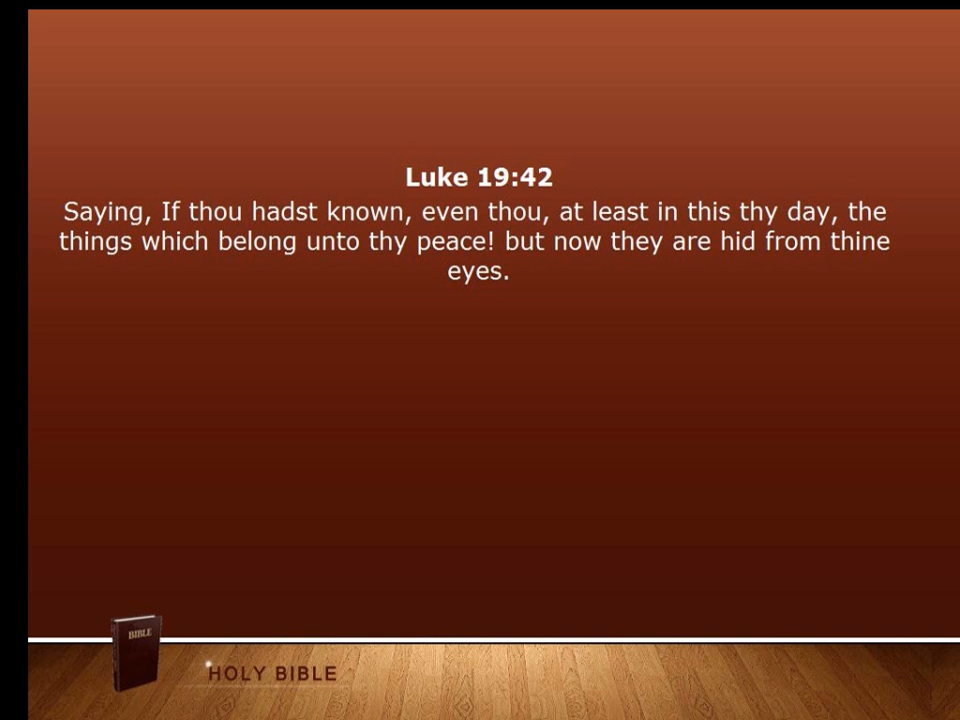 Luke 19:42
Saying, If thou hadst known, even thou, at least in this thy day, the
things which belong unto thy peace! but now they are hid from thine
eyes.
BIBLE
HOLY BIBLE